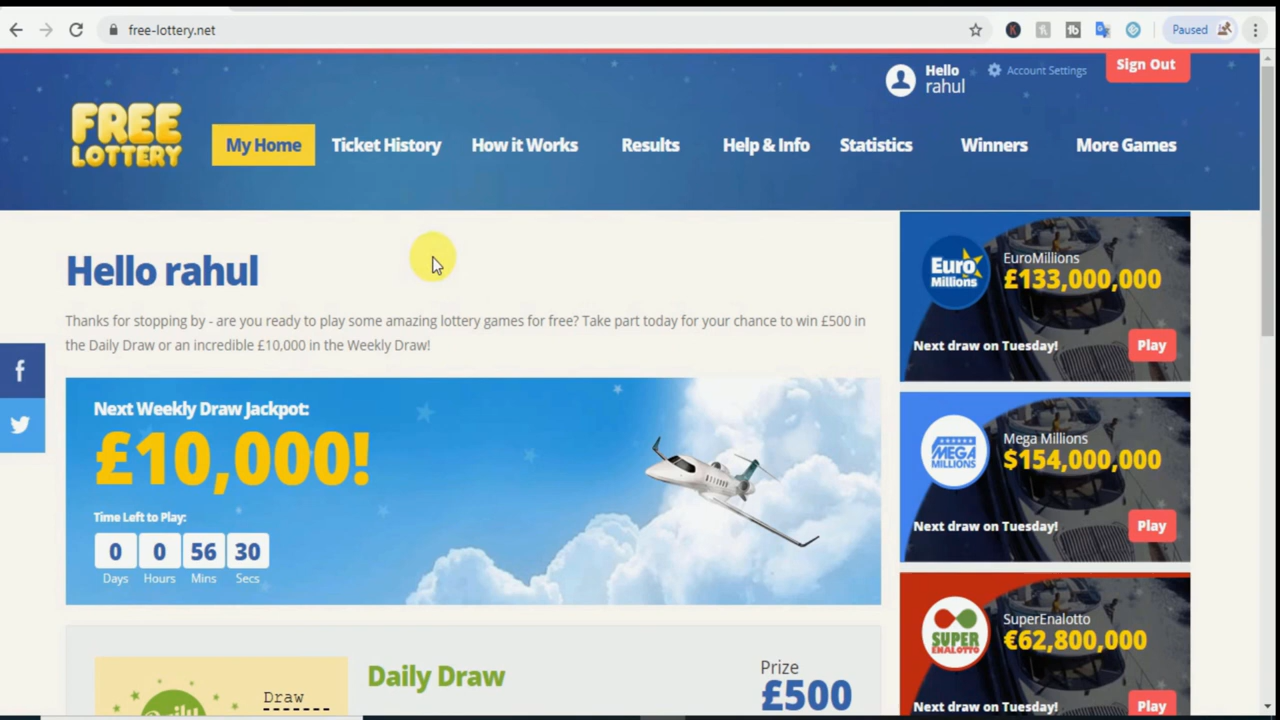 free-lottery.net
Paused
Hello
rahul
Account Settings
Sign Out
FREE
LOTTERY
My Home
Ticket History
How it Works
Results
Help & Info
Statistics
Winners
More Games
Hello rahul
Thanks for stopping by - are you ready to play some amazing lottery games for free? Take part today for your chance to win £500 in
the Daily Draw or an incredible £10,000 in the Weekly Draw!
Next Weekly Draw Jackpot:
£10,000!
Time Left to Play:
0 0 56 30
Days Hours Mins Secs
Daily Draw
Prize
£500
Draw
Euro
Millions
EuroMillions
£133,000,000
Next draw on Tuesday!
Play
MEGA
MILLIONS
Mega Millions
$154,000,000
Next draw on Tuesday!
Play
SUPER
ENALOTTO
SuperEnalotto
€62,800,000
Next draw on Tuesday!
Play